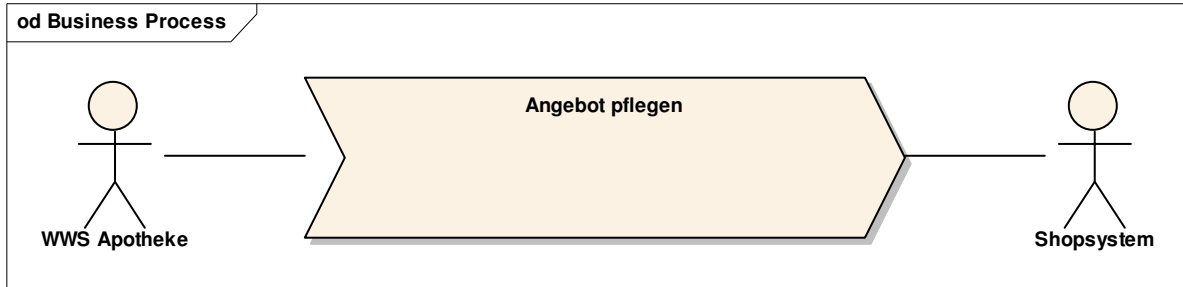 od Business Process
Angebot pflegen
WWS Apotheke
Shopsystem